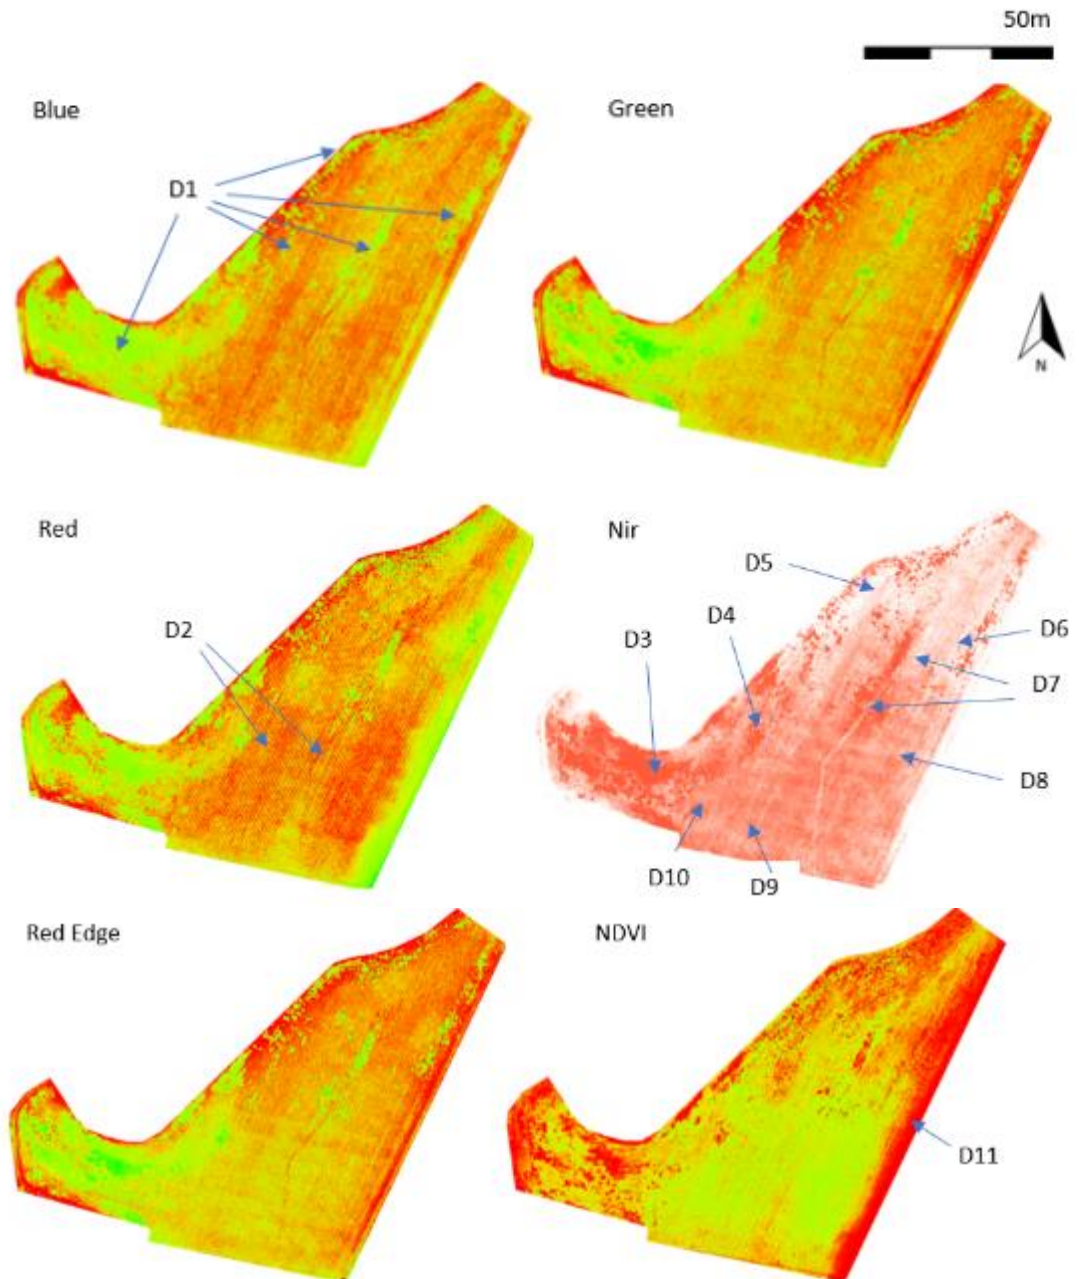 50m
Blue
Green
D1
N
Red
Nir
D5
D2
D4
D3
D6
D7
D8
D10
D9
Red Edge
NDVI
D11